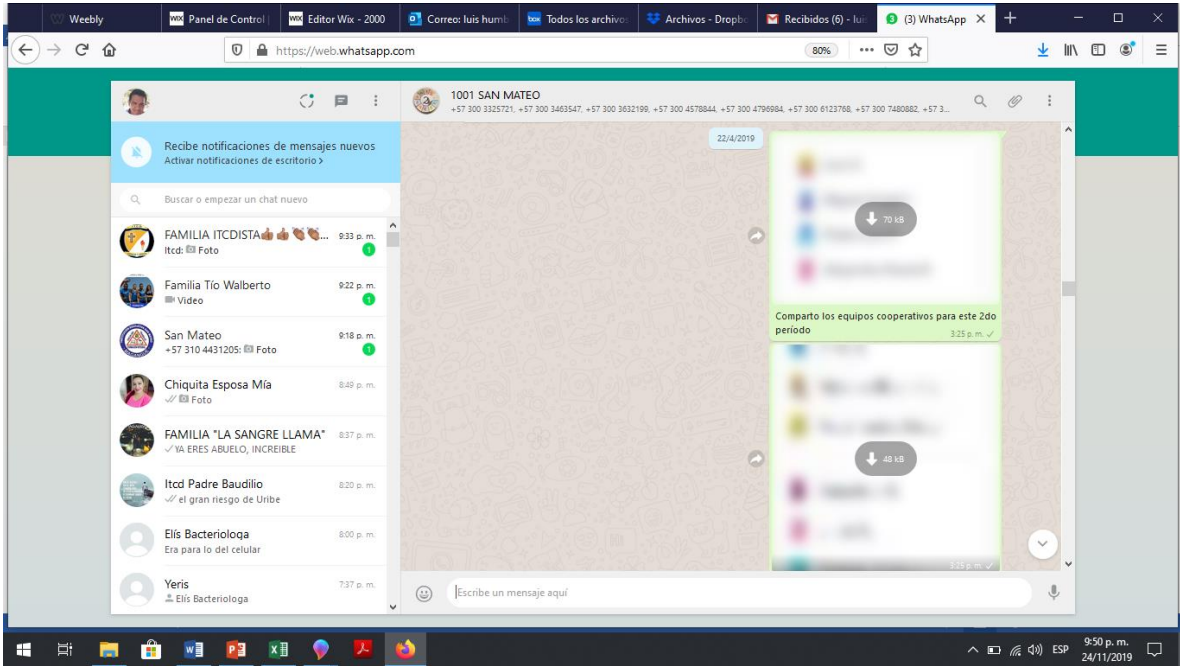 Weebly
Panel de Control |
Editor Wix - 2000
Correo: luis humb
Todos los archivos
Archivos - Dropbo
Recibidos (6) - luis
(3) WhatsApp
https://web.whatsapp.com
80%
1001 SAN MATEO
+57 300 3325721, +57 300 3463547, +57 300 3632199, +57 300 4578844, +57 300 4796984, +57 300 6123768, +57 300 7480882, +57 3...
Recibe notificaciones de mensajes nuevos
Activar notificaciones de escritorio >
Buscar o empezar un chat nuevo
FAMILIA ITCDISTA👍🏾👍🏾👏🏾👏🏾... 9:33 p. m.
Itcd: Foto 1
Familia Tío Walberto 9:22 p. m.
Video 1
San Mateo 9:18 p. m.
+57 310 4431205: Foto 1
Chiquita Esposa Mía 8:49 p. m.
Foto
FAMILIA "LA SANGRE LLAMA" 8:37 p. m.
YA ERES ABUELO, INCREIBLE
Itcd Padre Baudilio 8:20 p. m.
el gran riesgo de Uribe
Elís Bacteriologa 8:00 p. m.
Era para lo del celular
Yeris 7:37 p. m.
Elís Bacteriologa
22/4/2019
70 kB
Comparto los equipos cooperativos para este 2do
período
3:25 p. m.
48 kB
3:25 p. m.
Escribe un mensaje aquí
ESP
9:50 p. m.
24/11/2019